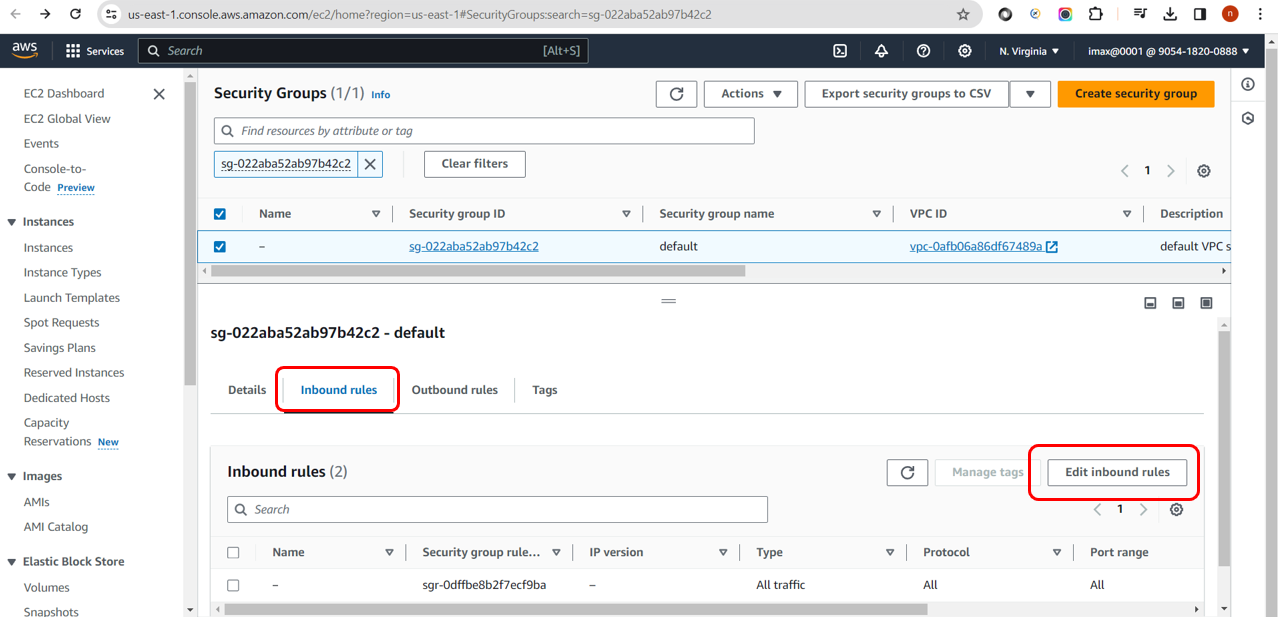 us-east-1.console.aws.amazon.com/ec2/home?region=us-east-1#SecurityGroups:search=sg-022aba52ab97b42c2
n
aws
Services
Search
[Alt+S]
N. Virginia
imax@0001 @ 9054-1820-0888
EC2 Dashboard
EC2 Global View
Events
Console-to-
Code Preview
Instances
Instances
Instance Types
Launch Templates
Spot Requests
Savings Plans
Reserved Instances
Dedicated Hosts
Capacity
Reservations New
Images
AMIs
AMI Catalog
Elastic Block Store
Volumes
Snapshots
Security Groups (1/1) Info
Actions
Export security groups to CSV
Create security group
Find resources by attribute or tag
sg-022aba52ab97b42c2
Clear filters
1
Name
Security group ID
Security group name
VPC ID
Description
–
sg-022aba52ab97b42c2
default
vpc-0afb06a86df67489a
default VPC s
sg-022aba52ab97b42c2 - default
Details
Inbound rules
Outbound rules
Tags
Inbound rules (2)
Manage tags
Edit inbound rules
Search
1
Name
Security group rule...
IP version
Type
Protocol
Port range
–
sgr-0dffbe8b2f7ecf9ba
–
All traffic
All
All